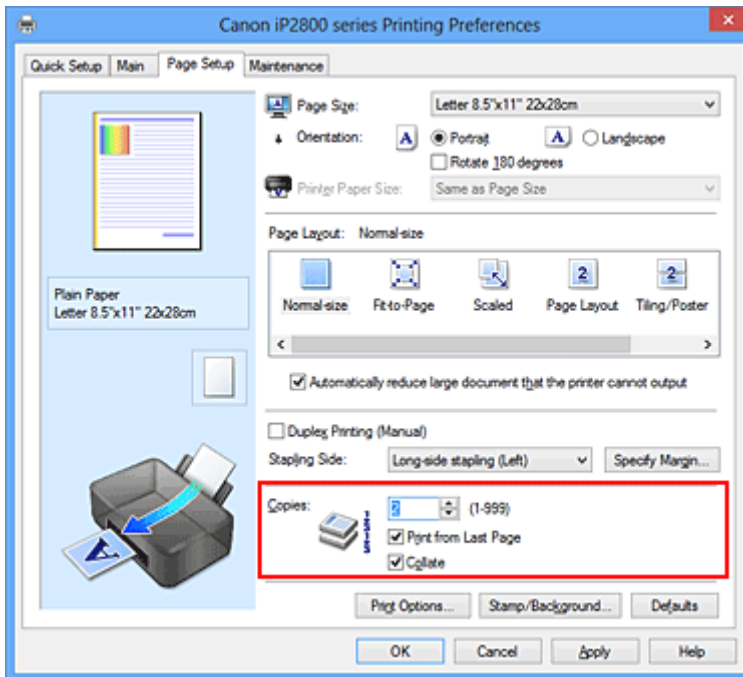 Canon iP2800 series Printing Preferences
Quick Setup Main Page Setup Maintenance
Page Size: Letter 8.5"x11" 22x28cm
Orientation: A Portrait A Landscape
Rotate 180 degrees
Printer Paper Size: Same as Page Size
Page Layout: Normal-size
2 2
Normal-size Fit-to-Page Scaled Page Layout Tiling/Poster
Plain Paper
Letter 8.5"x11" 22x28cm
Automatically reduce large document that the printer cannot output
Duplex Printing (Manual)
Stapling Side: Long-side stapling (Left) Specify Margin...
Copies: 2 (1-999)
Print from Last Page
Collate
A
Print Options... Stamp/Background... Defaults
OK Cancel Apply Help